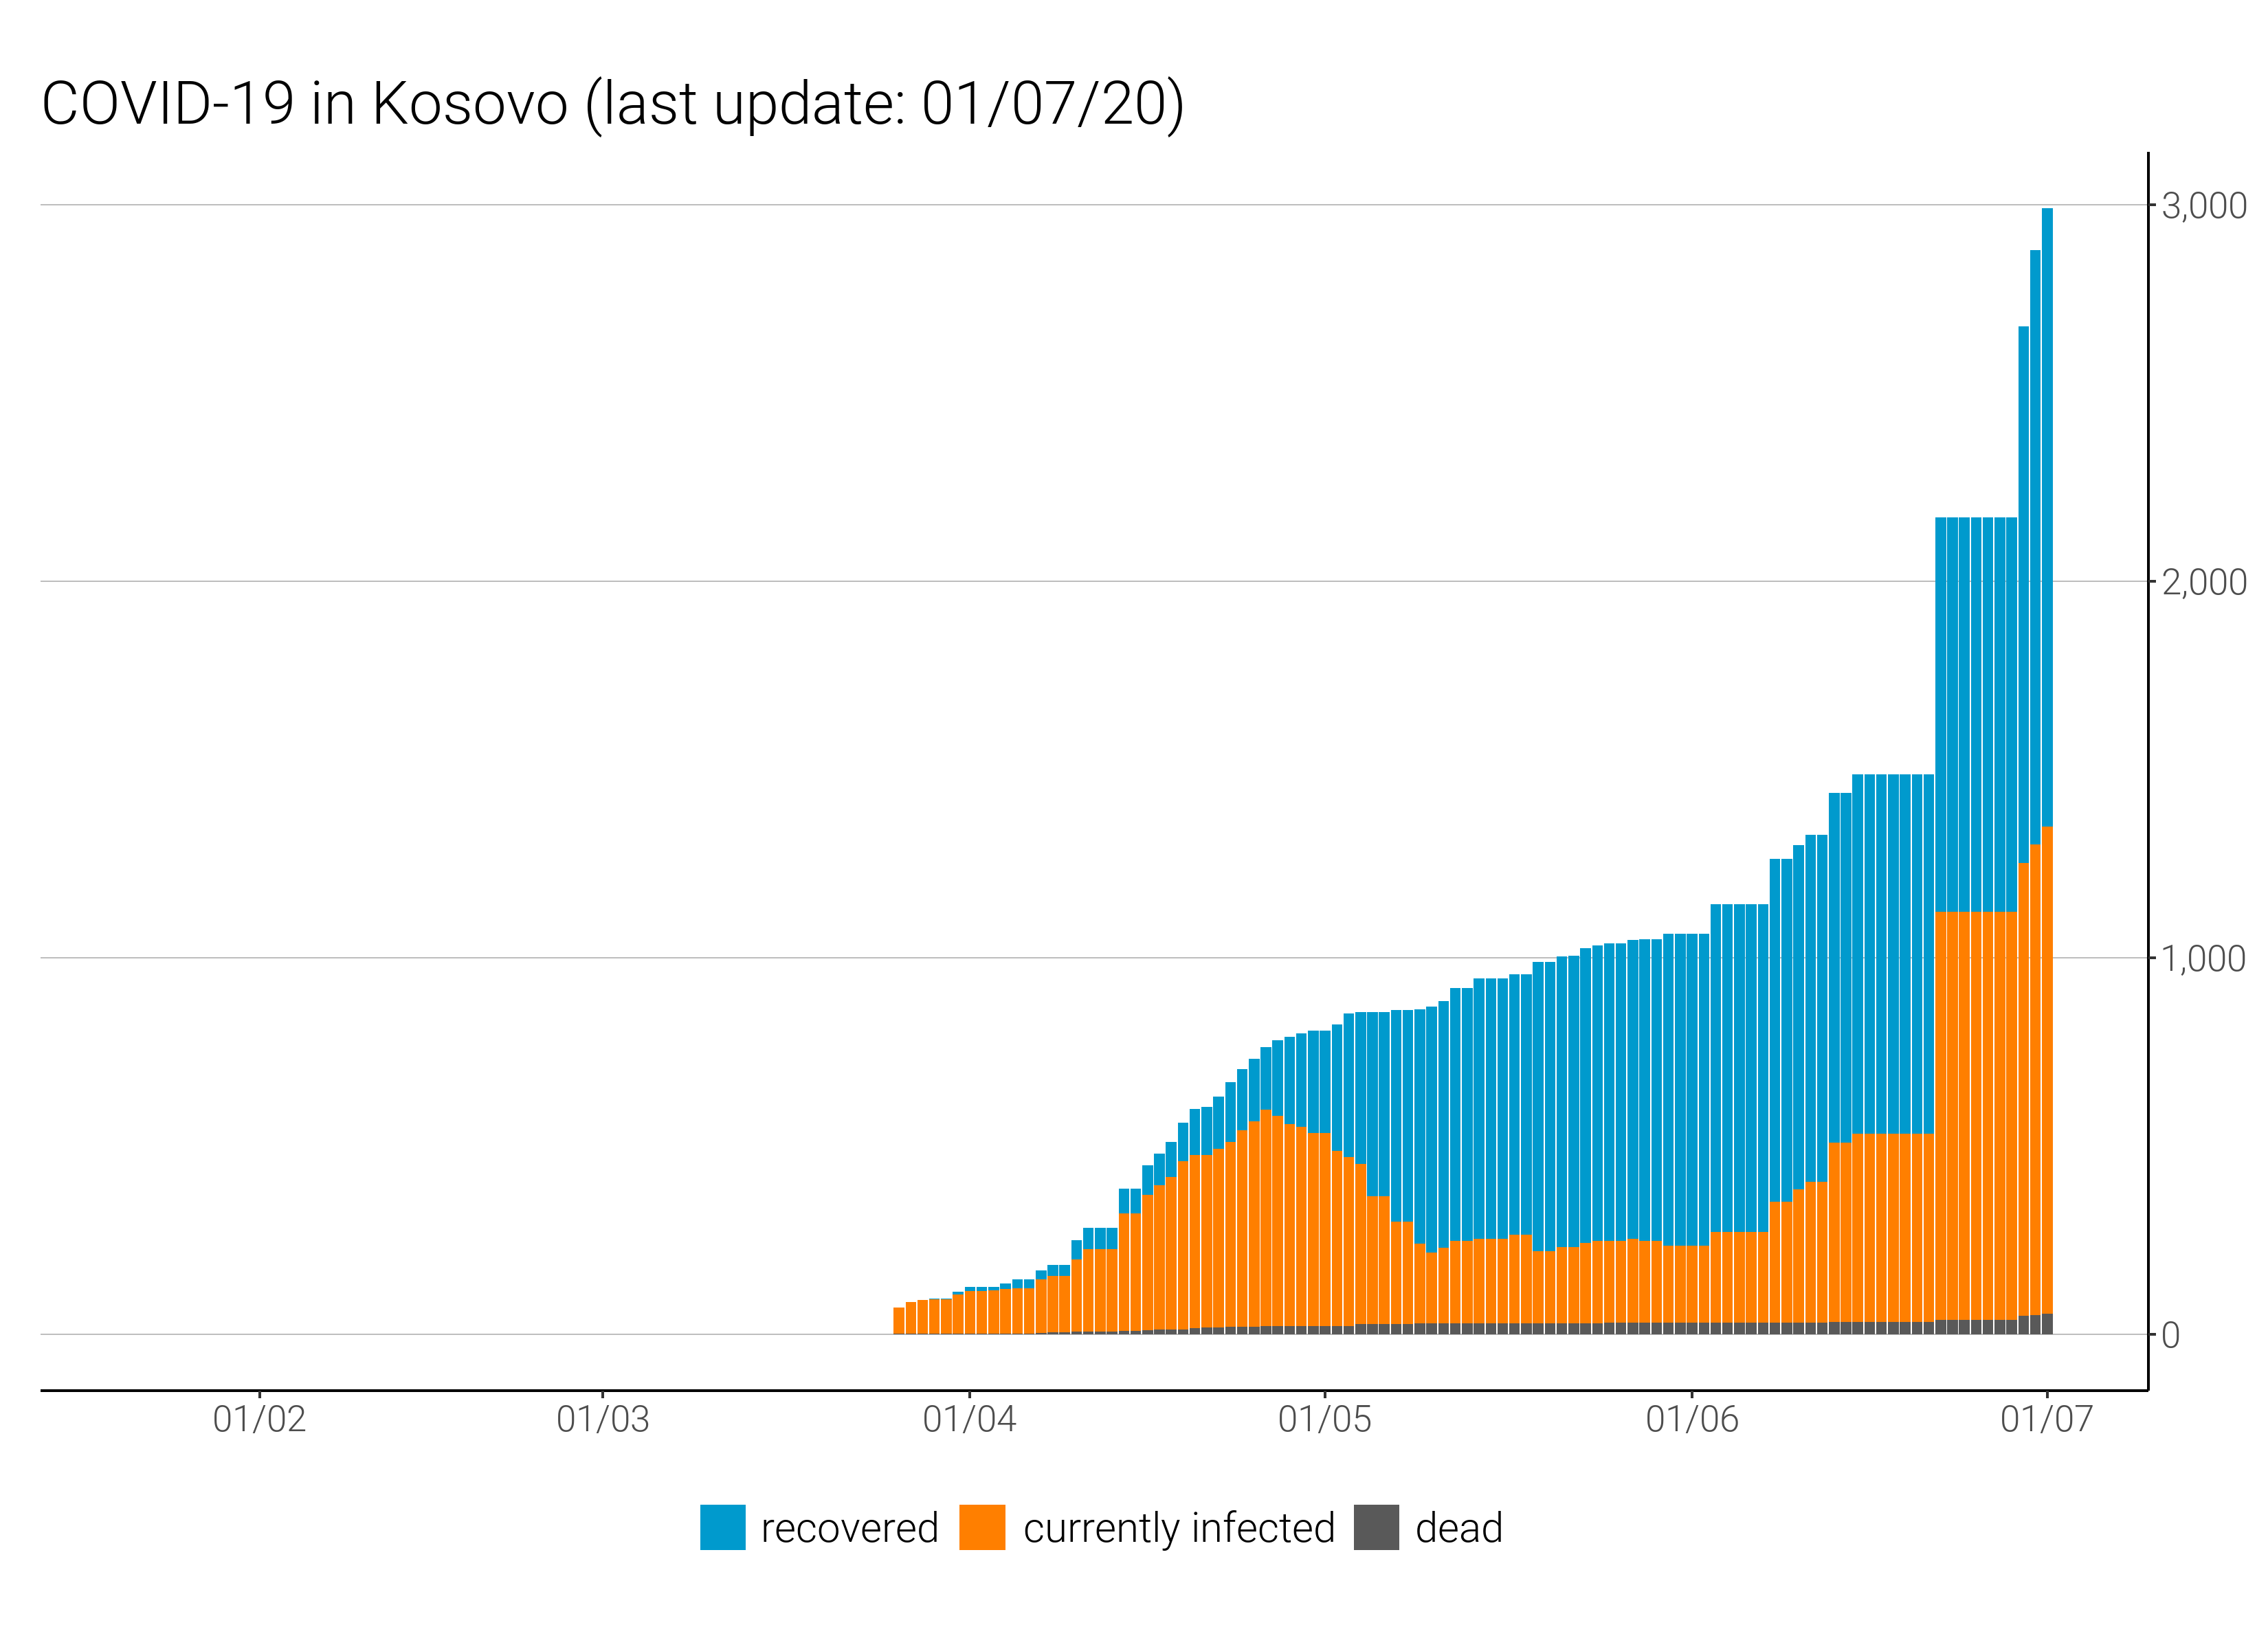 COVID-19 in Kosovo (last update: 01/07/20)
3,000
2,000
1,000
0
01/02 01/03 01/04 01/05 01/06 01/07
recovered currently infected dead